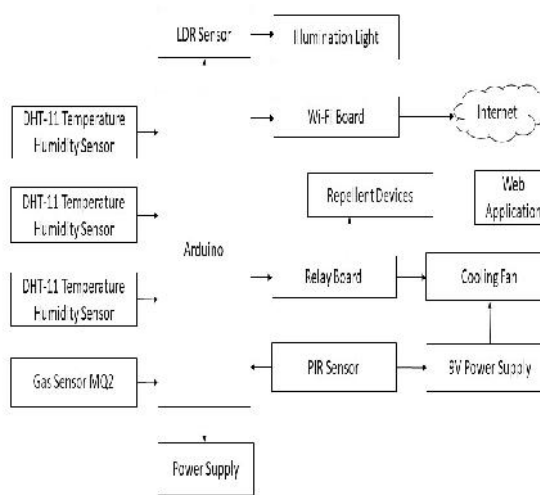 LDR Sensor
Illumination Light
DHT-11 Temperature
Humidity Sensor
Wi-Fi Board
Internet
DHT-11 Temperature
Humidity Sensor
Repellent Devices
Web
Application
Arduino
DHT-11 Temperature
Humidity Sensor
Relay Board
Cooling Fan
Gas Sensor MQ2
PIR Sensor
9V Power Supply
Power Supply